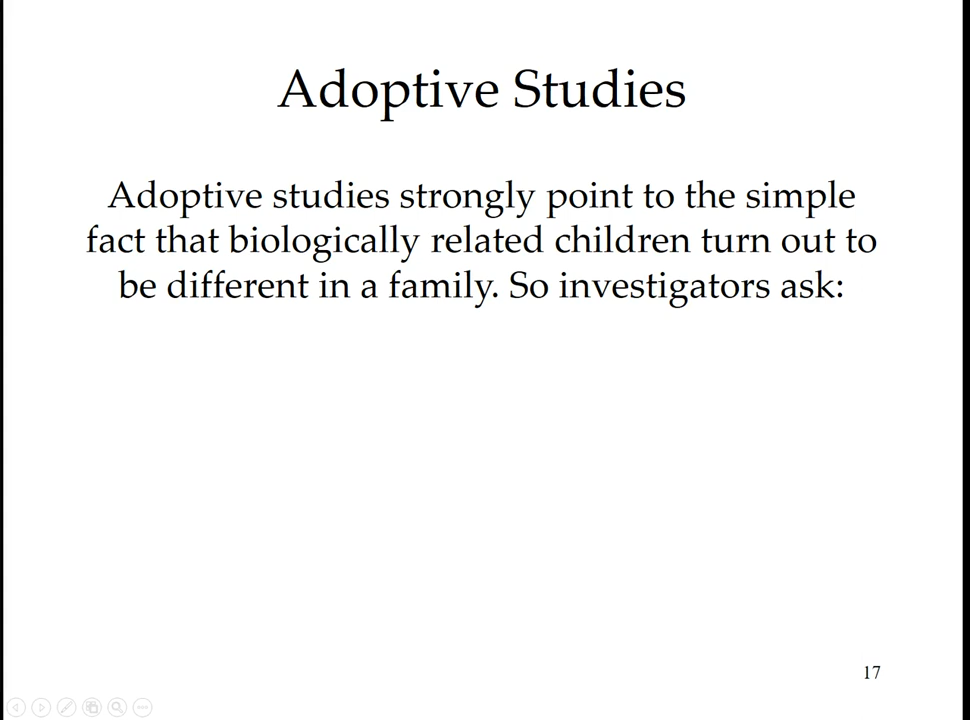 Adoptive Studies
Adoptive studies strongly point to the simple
fact that biologically related children turn out to
be different in a family. So investigators ask:
17